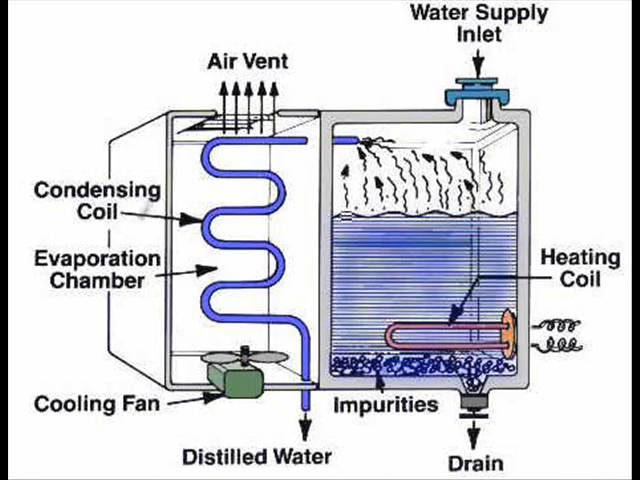 Water Supply
Inlet
Air Vent
Condensing
Coil
Evaporation
Chamber
Heating
Coil
Cooling Fan
Impurities
Distilled Water
Drain